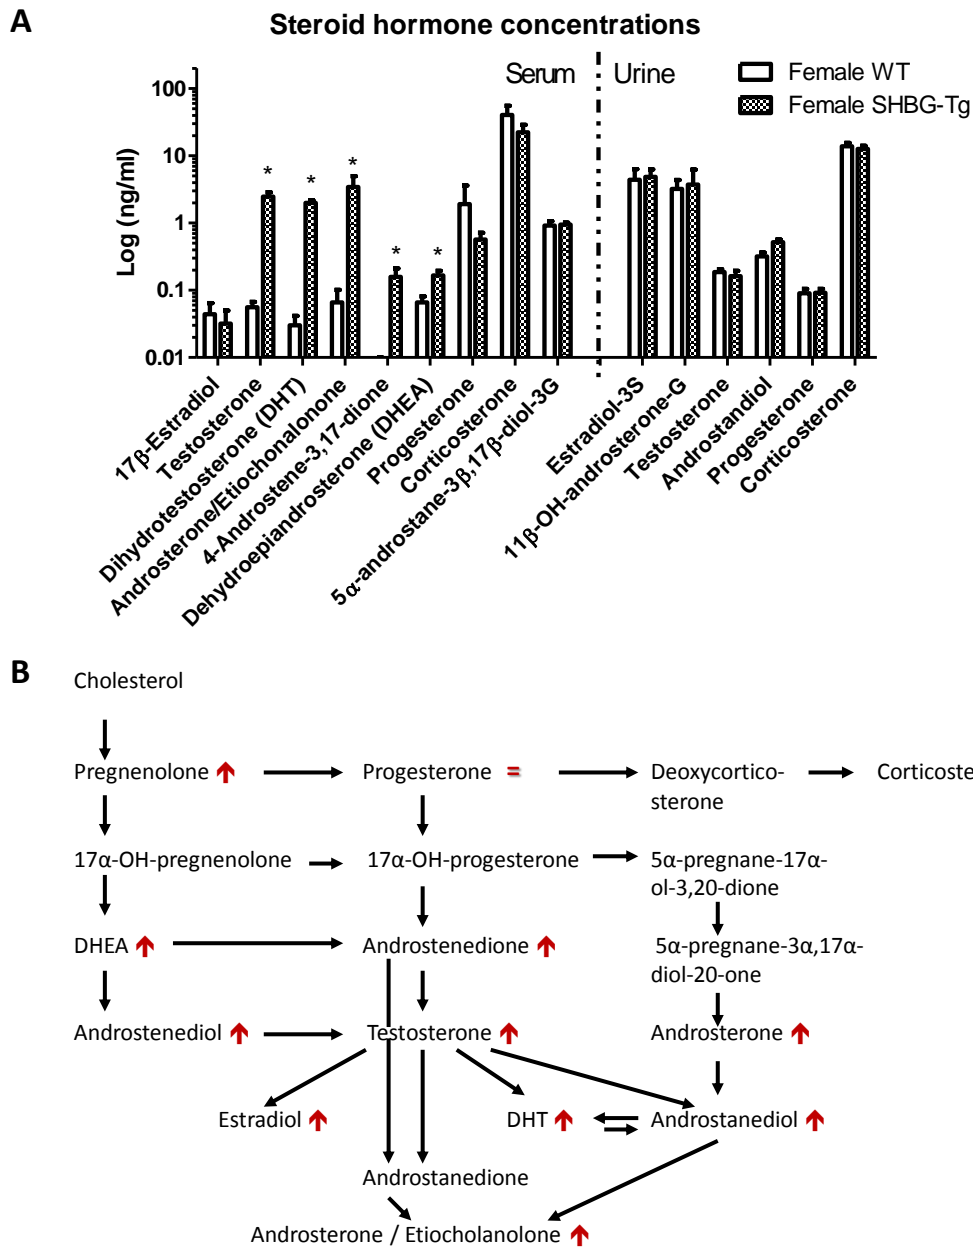 A
Steroid hormone concentrations
Serum
Urine
Female WT
Female SHBG-Tg
Log (ng/ml)
100
10
1
0.1
0.01
* * * * *
17β-Estradiol
Testosterone
Dihydrotestosterone (DHT)
Androsterone/Etiochonalonone
4-Androstene-3,17-dione
Dehydroepiandrosterone (DHEA)
Progesterone
Corticosterone
5α-androstane-3β,17β-diol-3G
Estradiol-3S
11β-OH-androsterone-G
Testosterone
Androstandiol
Progesterone
Corticosterone
B
Cholesterol
Pregnenolone
Progesterone =
Deoxycortico-
sterone
Corticoste
17α-OH-pregnenolone
17α-OH-progesterone
5α-pregnane-17α-
ol-3,20-dione
DHEA
Androstenedione
5α-pregnane-3α,17α-
diol-20-one
Androstenediol
Testosterone
Androsterone
Estradiol
DHT
Androstanediol
Androstanedione
Androsterone / Etiocholanolone